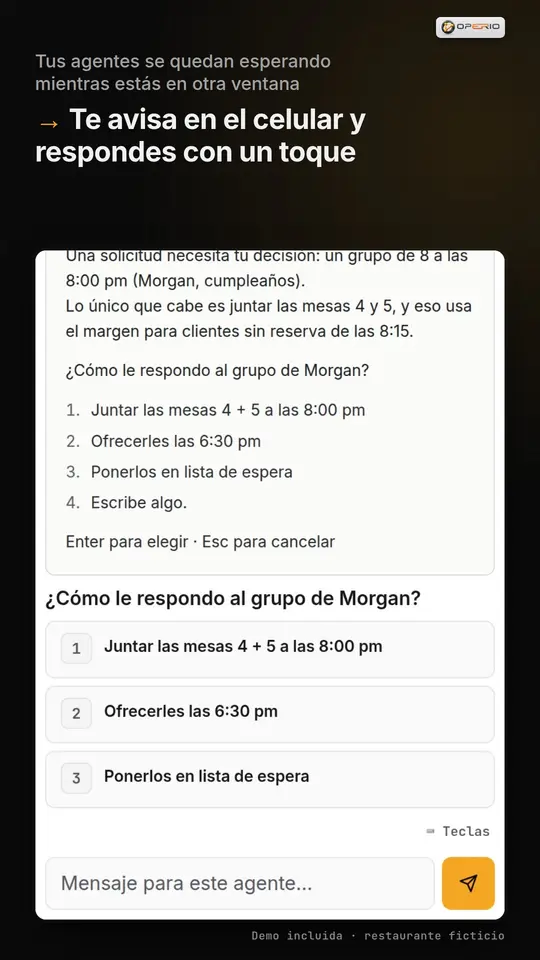 OPERIO
Tus agentes se quedan esperando
mientras estás en otra ventana
→ Te avisa en el celular y
respondes con un toque
Una solicitud necesita tu decisión: un grupo de 8 a las
8:00 pm (Morgan, cumpleaños).
Lo único que cabe es juntar las mesas 4 y 5, y eso usa
el margen para clientes sin reserva de las 8:15.
¿Cómo le respondo al grupo de Morgan?
1. Juntar las mesas 4 + 5 a las 8:00 pm
2. Ofrecerles las 6:30 pm
3. Ponerlos en lista de espera
4. Escribe algo.
Enter para elegir · Esc para cancelar
¿Cómo le respondo al grupo de Morgan?
1 Juntar las mesas 4 + 5 a las 8:00 pm
2 Ofrecerles las 6:30 pm
3 Ponerlos en lista de espera
⌨ Teclas
Mensaje para este agente...
Demo incluida · restaurante ficticio